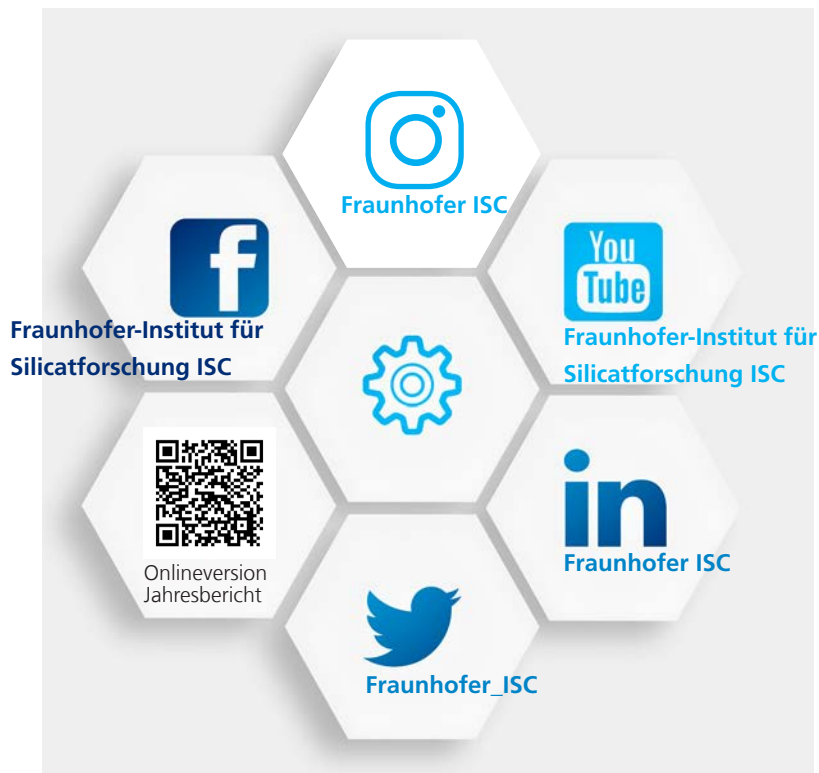 Fraunhofer ISC
f
Fraunhofer-Institut für
Silicatforschung ISC
You
Tube
Fraunhofer-Institut für
Silicatforschung ISC
Onlineversion
Jahresbericht
in
Fraunhofer ISC
Fraunhofer_ISC